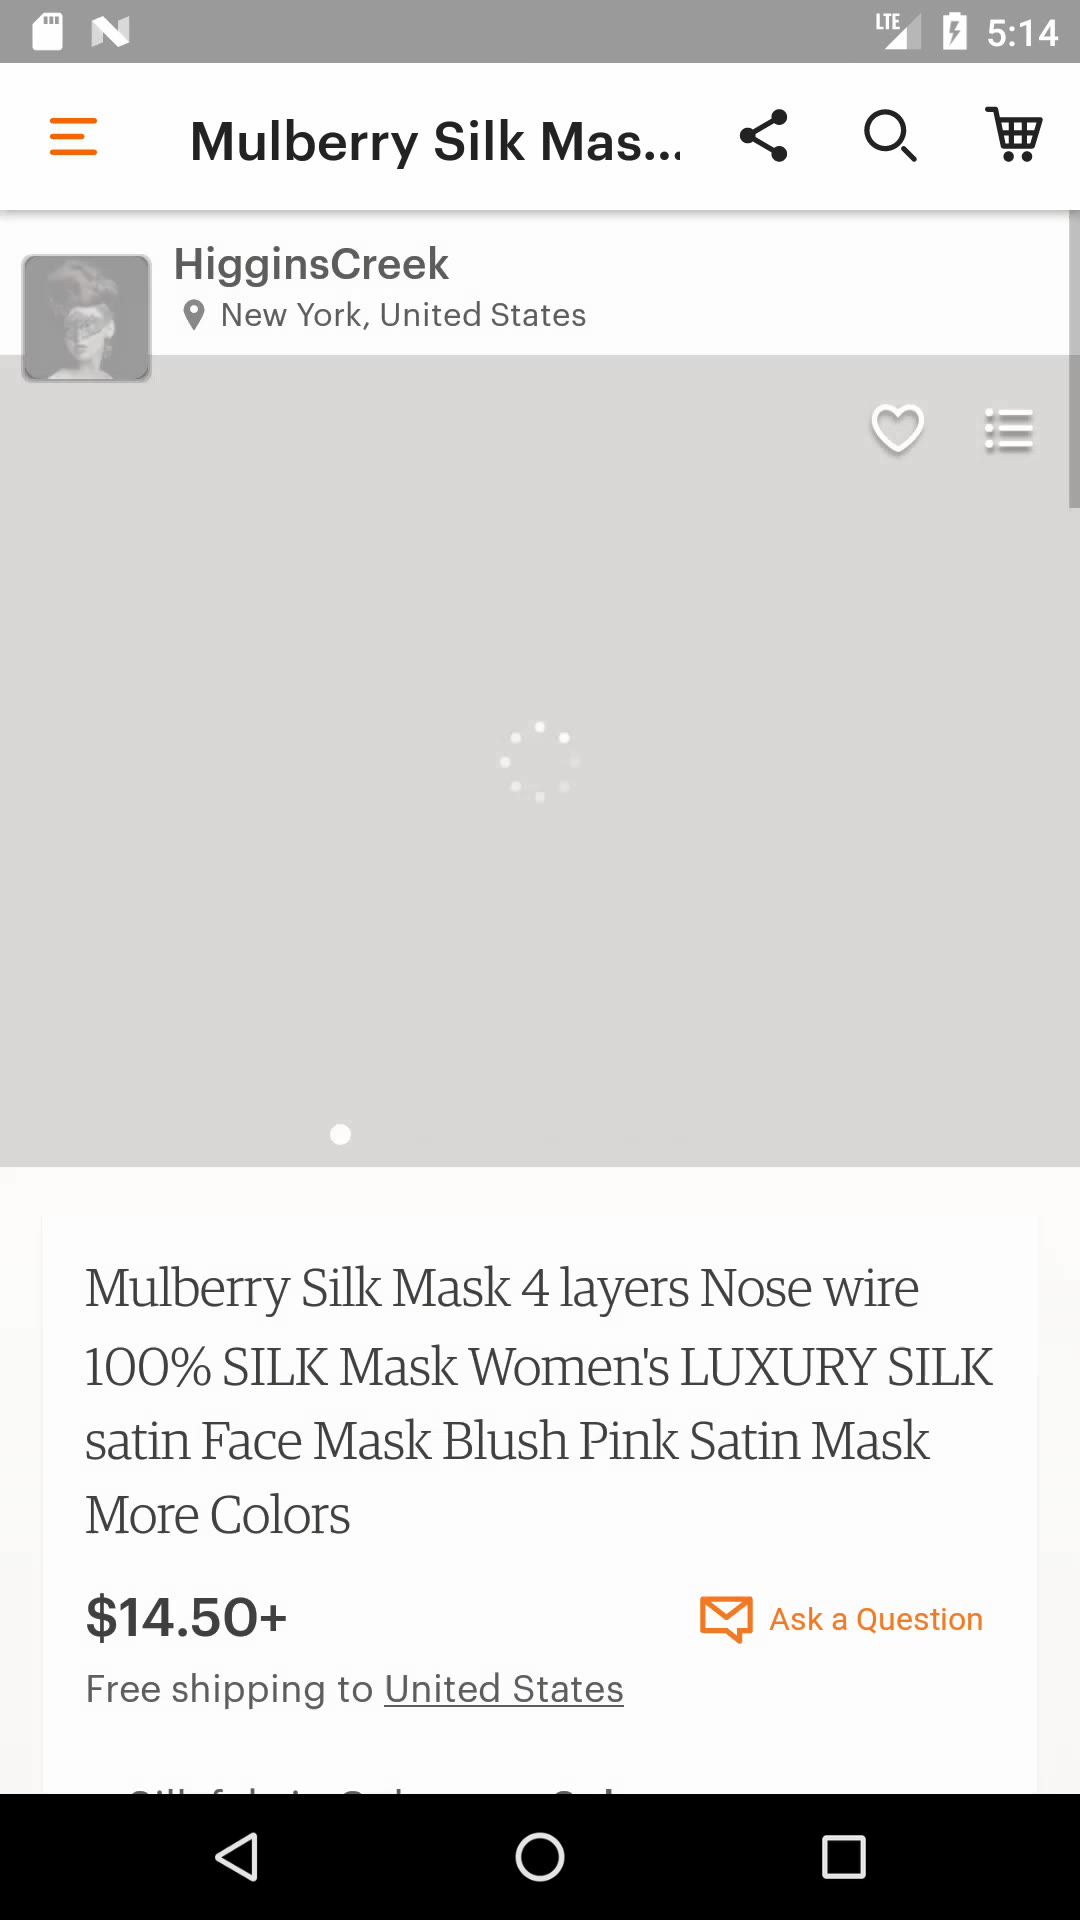 LTE 5:14
Mulberry Silk Mas...
HigginsCreek
New York, United States
Mulberry Silk Mask 4 layers Nose wire
100% SILK Mask Women's LUXURY SILK
satin Face Mask Blush Pink Satin Mask
More Colors
$14.50+
Ask a Question
Free shipping to United States